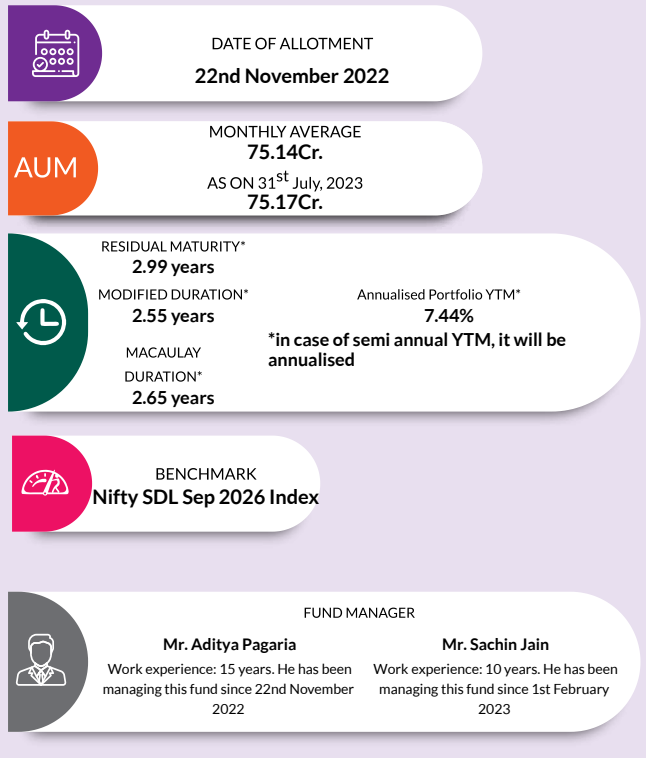 DATE OF ALLOTMENT
22nd November 2022
AUM
MONTHLY AVERAGE
75.14Cr.
AS ON 31st July, 2023
75.17Cr.
RESIDUAL MATURITY*
2.99 years
MODIFIED DURATION*
2.55 years
MACAULAY
DURATION*
2.65 years
Annualised Portfolio YTM*
7.44%
*in case of semi annual YTM, it will be
annualised
BENCHMARK
Nifty SDL Sep 2026 Index
FUND MANAGER
Mr. Aditya Pagaria
Work experience: 15 years. He has been
managing this fund since 22nd November
2022
Mr. Sachin Jain
Work experience: 10 years. He has been
managing this fund since 1st February
2023